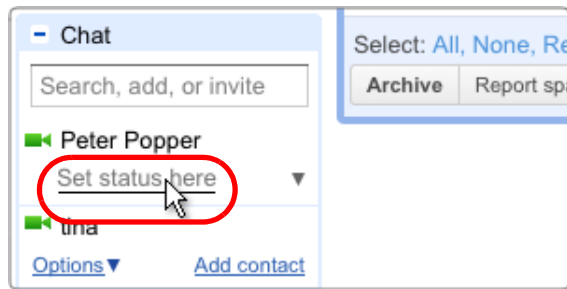 Chat
Search, add, or invite
Peter Popper
Set status here
tina
Options▼ Add contact
Select: All, None, Re
Archive Report spa